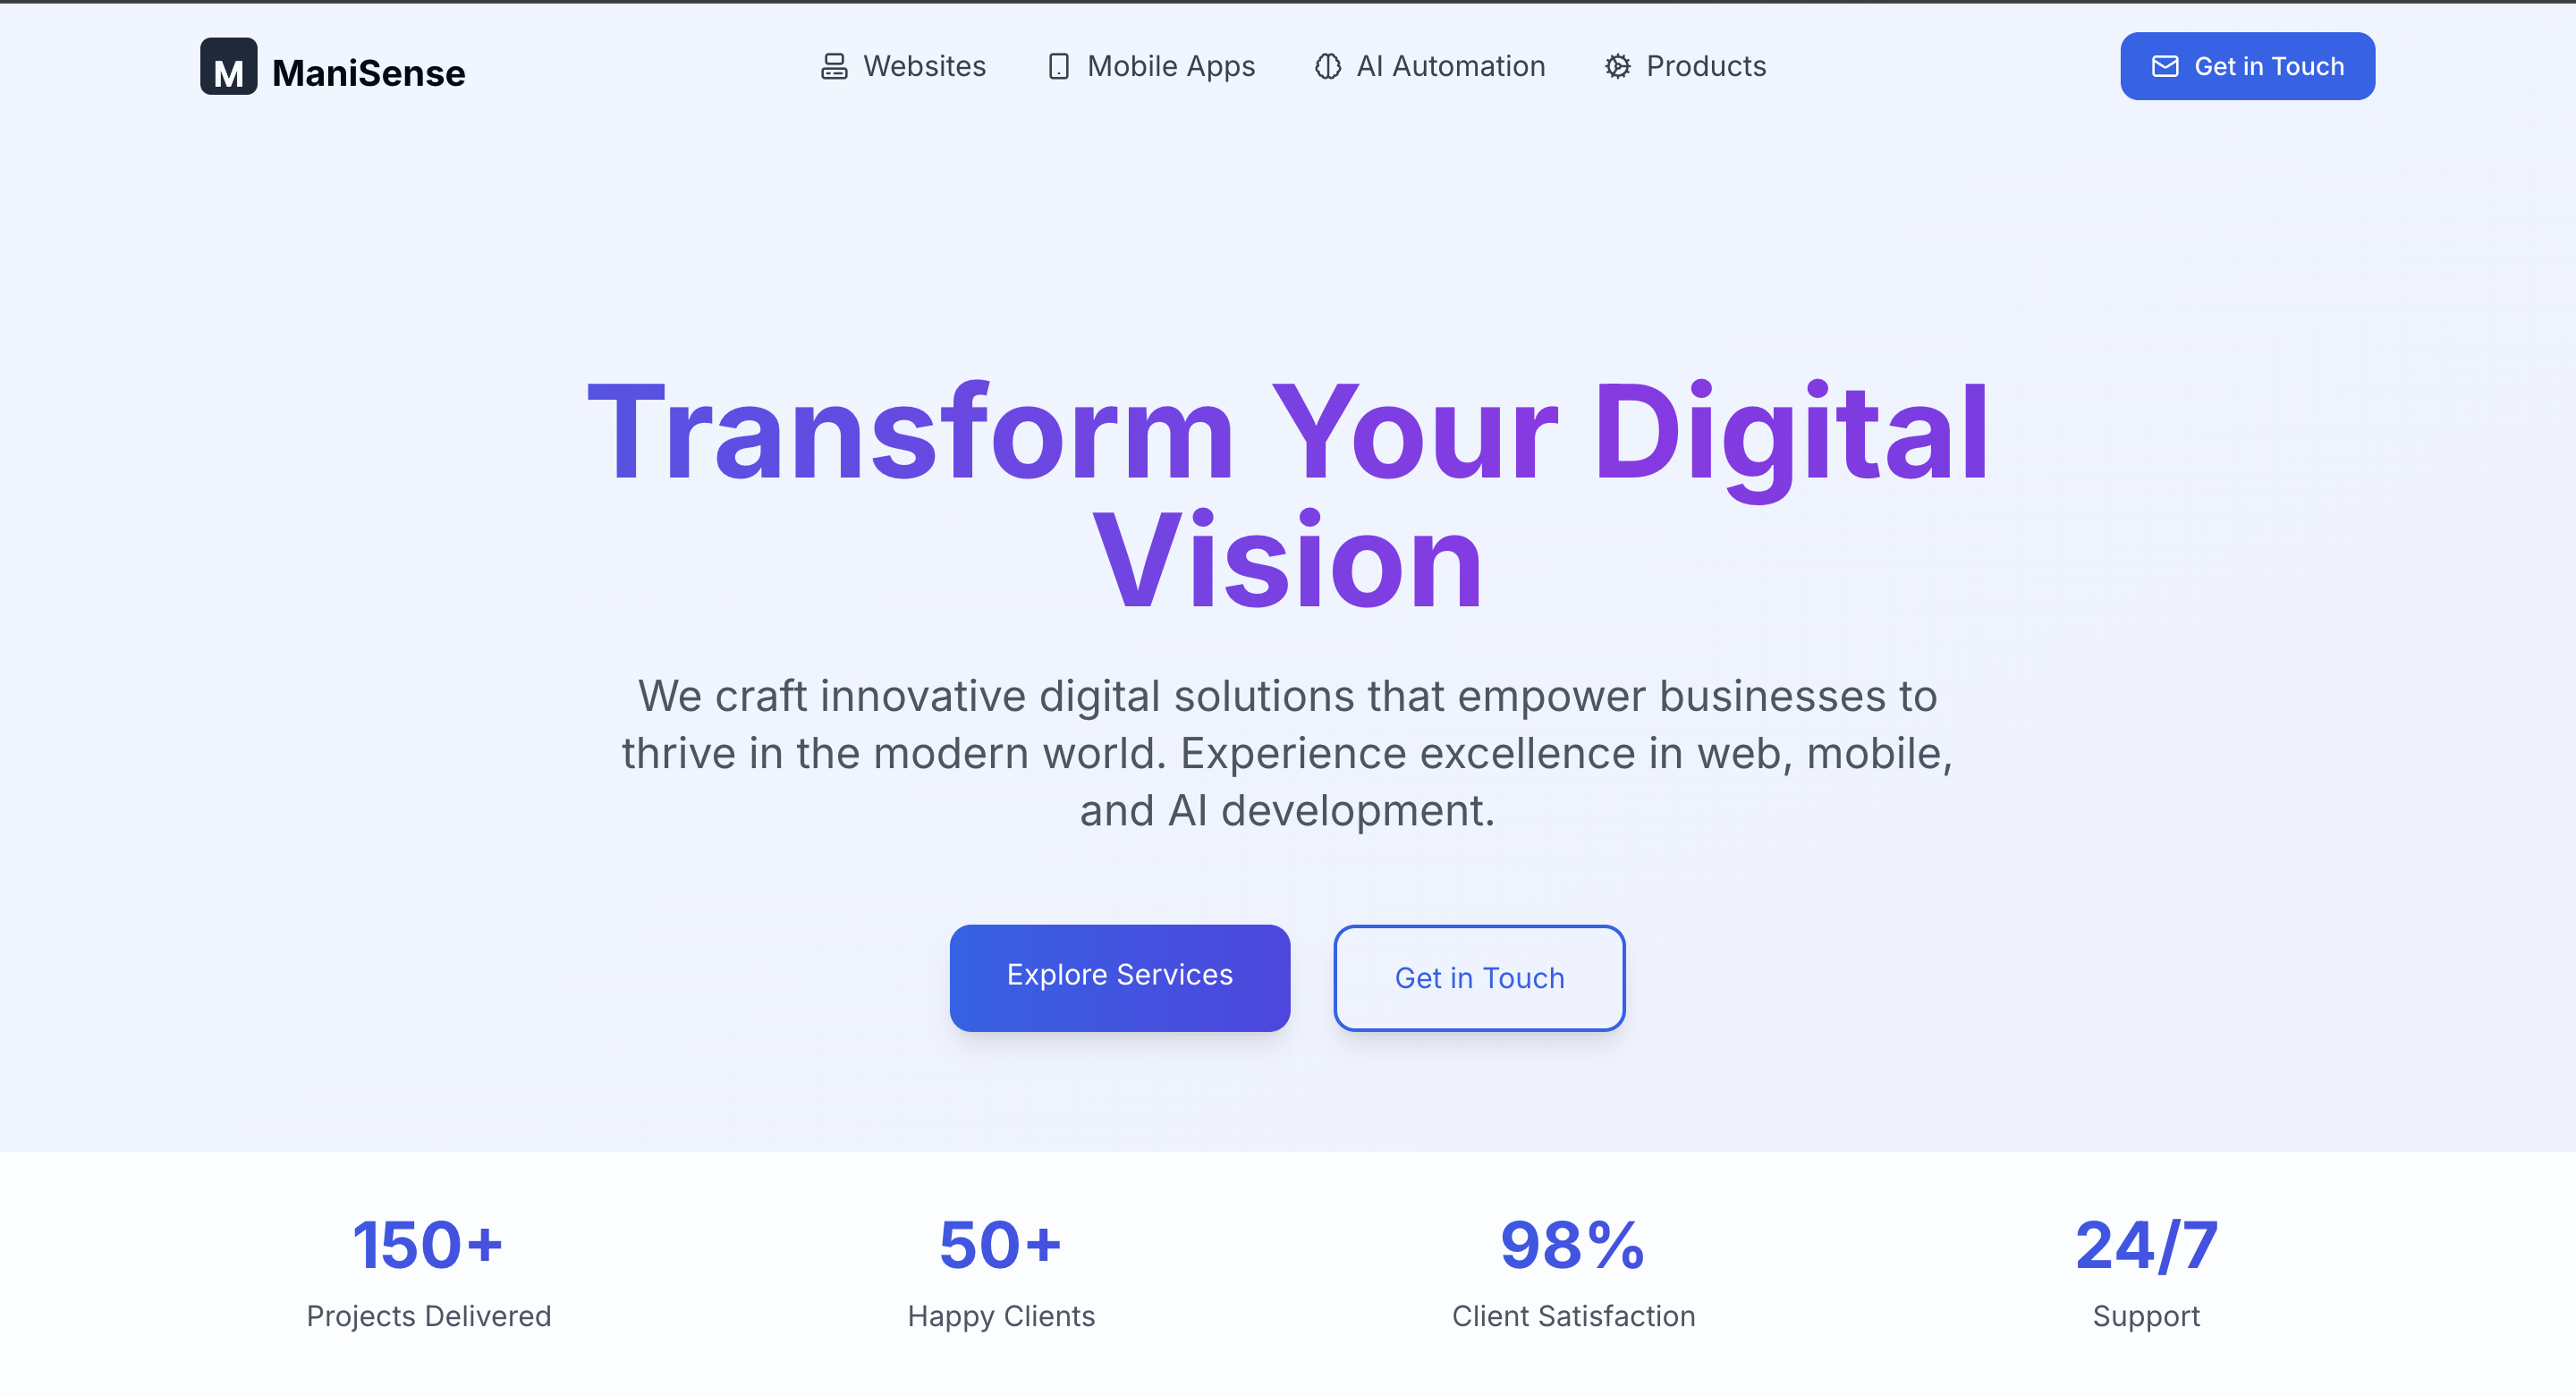 M ManiSense
Websites
Mobile Apps
AI Automation
Products
Get in Touch
Transform Your Digital
Vision
We craft innovative digital solutions that empower businesses to
thrive in the modern world. Experience excellence in web, mobile,
and AI development.
Explore Services
Get in Touch
150+
Projects Delivered
50+
Happy Clients
98%
Client Satisfaction
24/7
Support